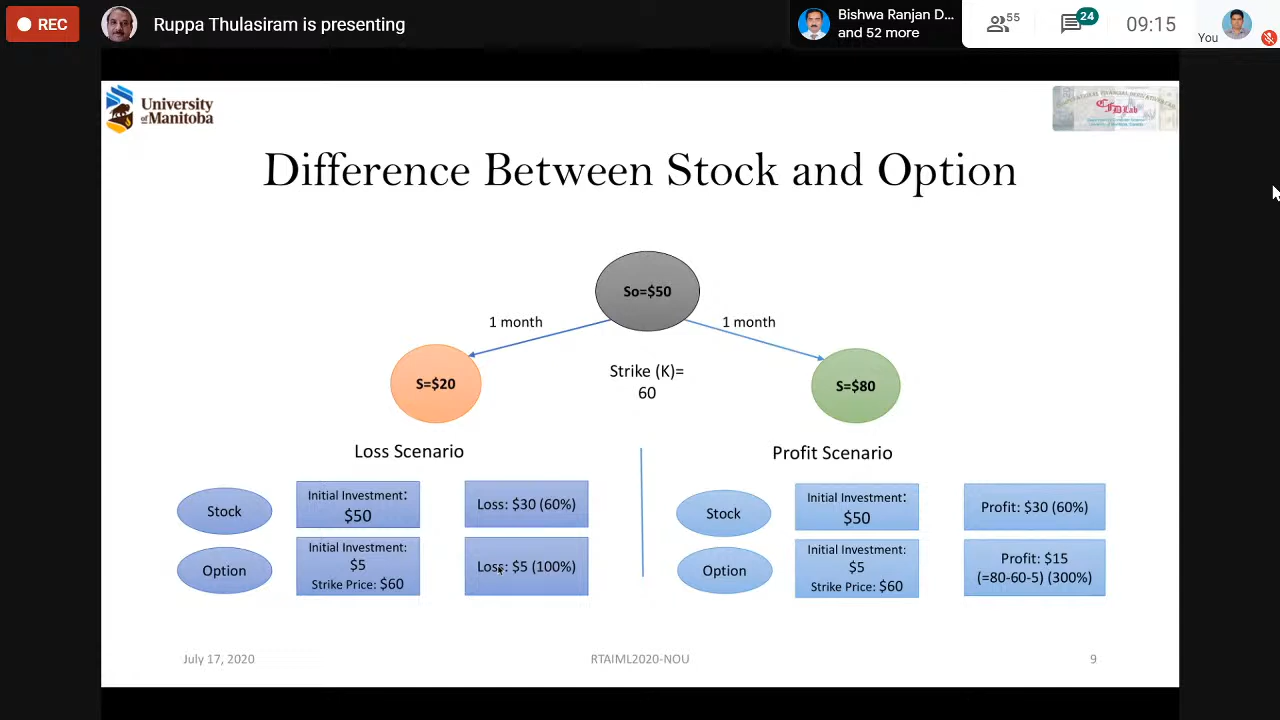 REC
Ruppa Thulasiram is presenting
Bishwa Ranjan D...
and 52 more
55
24
09:15
You
University
of Manitoba
CFD Lab
Difference Between Stock and Option
So=$50
1 month
1 month
S=$20
Strike (K)=
60
S=$80
Loss Scenario
Profit Scenario
Stock
Initial Investment:
$50
Loss: $30 (60%)
Stock
Initial Investment:
$50
Profit: $30 (60%)
Option
Initial Investment:
$5
Strike Price: $60
Loss: $5 (100%)
Option
Initial Investment:
$5
Strike Price: $60
Profit: $15
(=80-60-5) (300%)
July 17, 2020
RTAIML2020-NOU
9